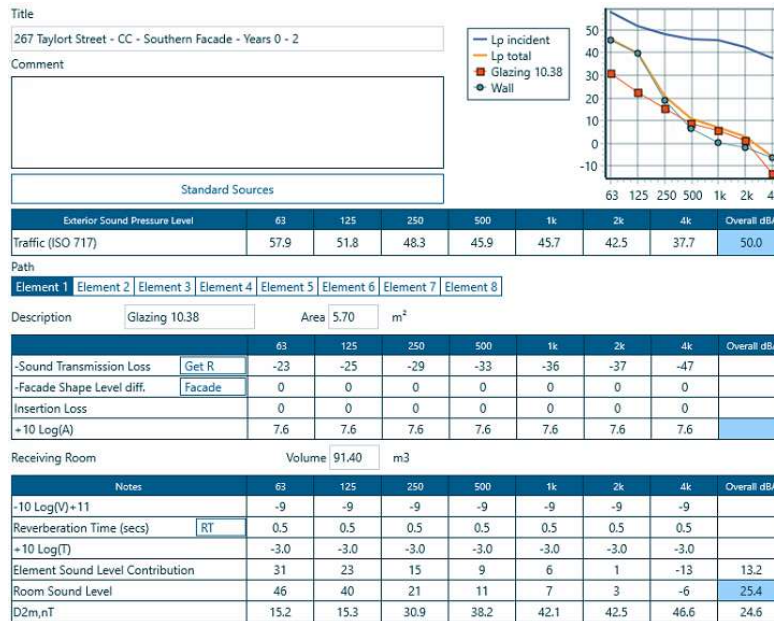 Title
267 Taylort Street - CC - Southern Facade - Years 0 - 2
Comment
Standard Sources
Lp incident
Lp total
Glazing 10.38
Wall
50
40
30
20
10
0
-10
63 125 250 500 1k 2k
Exterior Sound Pressure Level 63 125 250 500 1k 2k 4k Overall dBA
Traffic (ISO 717) 57.9 51.8 48.3 45.9 45.7 42.5 37.7 50.0
Path
Element 1 Element 2 Element 3 Element 4 Element 5 Element 6 Element 7 Element 8
Description Glazing 10.38 Area 5.70 m²
63 125 250 500 1k 2k 4k Overall dBA
-Sound Transmission Loss Get R -23 -25 -29 -33 -36 -37 -47
-Facade Shape Level diff. Facade 0 0 0 0 0 0 0
Insertion Loss 0 0 0 0 0 0 0
+10 Log(A) 7.6 7.6 7.6 7.6 7.6 7.6 7.6
Receiving Room Volume 91.40 m3
Notes 63 125 250 500 1k 2k 4k Overall dBA
-10 Log(V)+11 -9 -9 -9 -9 -9 -9 -9
Reverberation Time (secs) RT 0.5 0.5 0.5 0.5 0.5 0.5 0.5
+10 Log(T) -3.0 -3.0 -3.0 -3.0 -3.0 -3.0 -3.0
Element Sound Level Contribution 31 23 15 9 6 1 -13 13.2
Room Sound Level 46 40 21 11 7 3 -6 25.4
D2m,nT 15.2 15.3 30.9 38.2 42.1 42.5 46.6 24.6